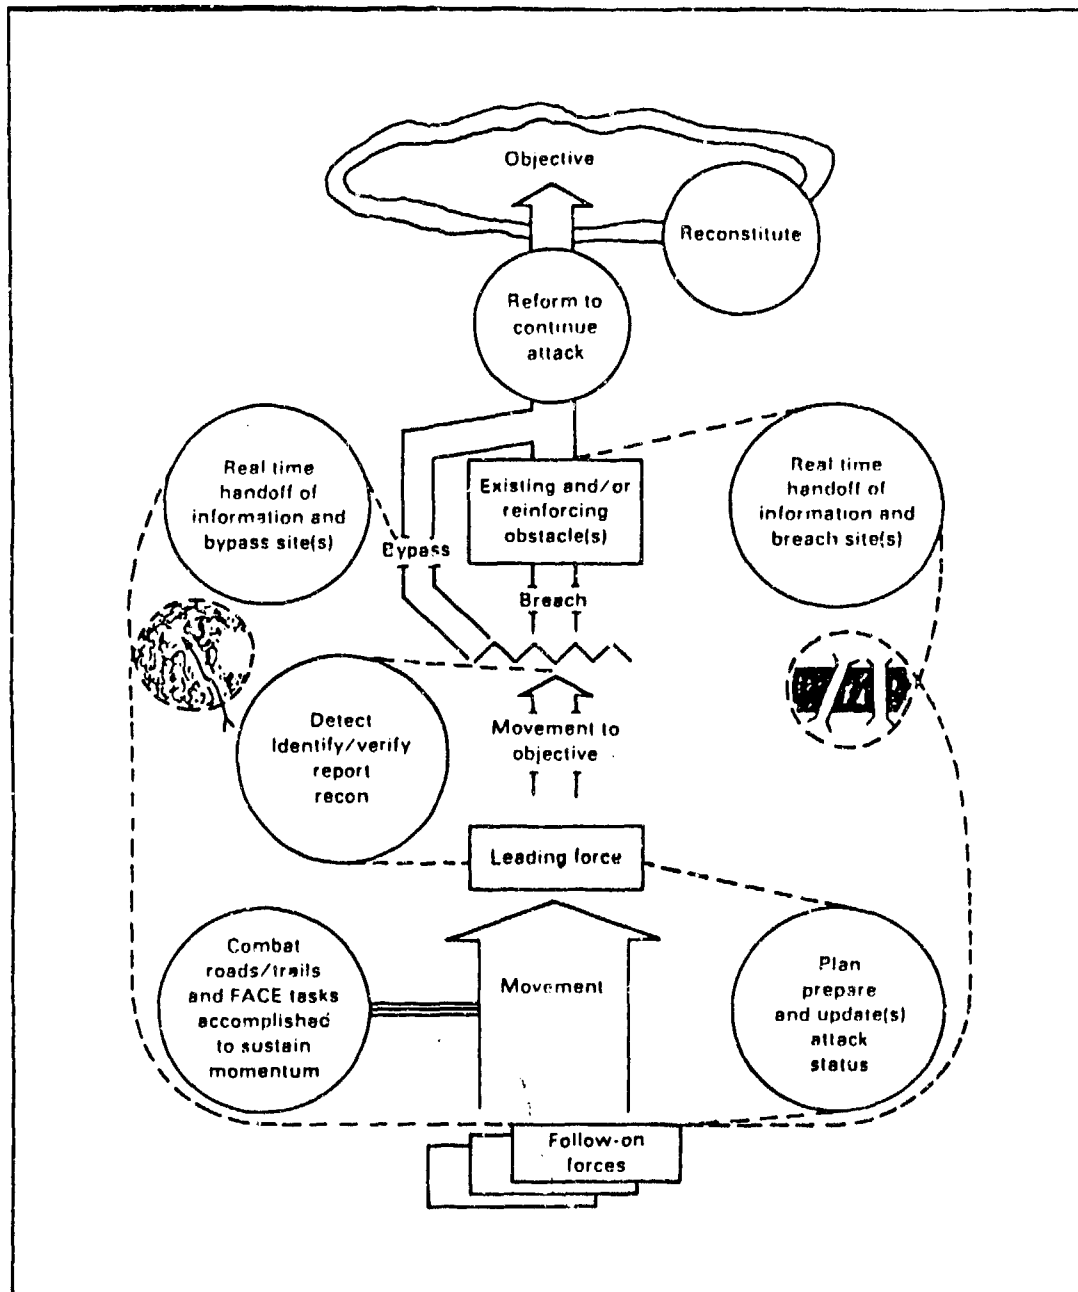 Objective
Reconstitute
Reform to
continue
attack
Real time
handoff of
information and
bypass site(s)
Existing and/or
reinforcing
obstacle(s)
Real time
handoff of
information and
breach site(s)
Bypass
Breach
Detect
Identify/verify
report
recon
Movement to
objective
Leading force
Combat
roads/trails
and FACE tasks
accomplished
to sustain
momentum
Movement
Plan
prepare
and update(s)
attack
status
Follow-on
forces